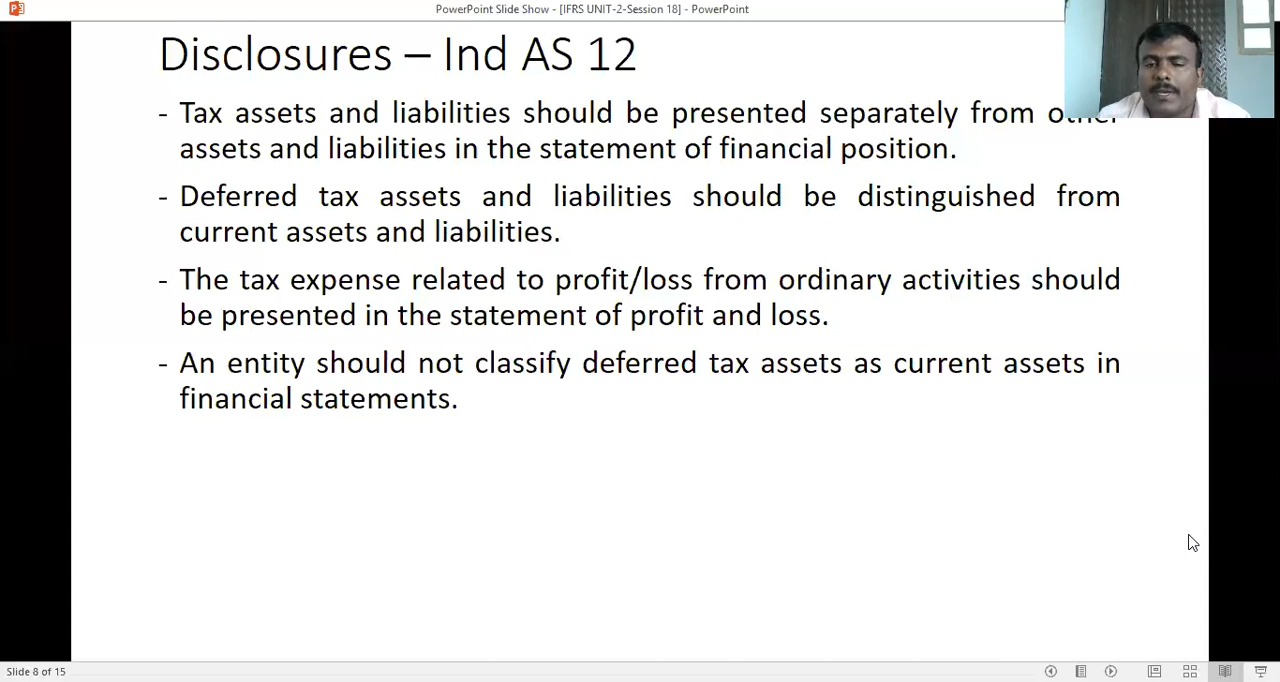 PowerPoint Slide Show - [IFRS UNIT-2-Session 18] - PowerPoint
Disclosures – Ind AS 12
- Tax assets and liabilities should be presented separately from other
assets and liabilities in the statement of financial position.
- Deferred tax assets and liabilities should be distinguished from
current assets and liabilities.
- The tax expense related to profit/loss from ordinary activities should
be presented in the statement of profit and loss.
- An entity should not classify deferred tax assets as current assets in
financial statements.
Slide 8 of 15